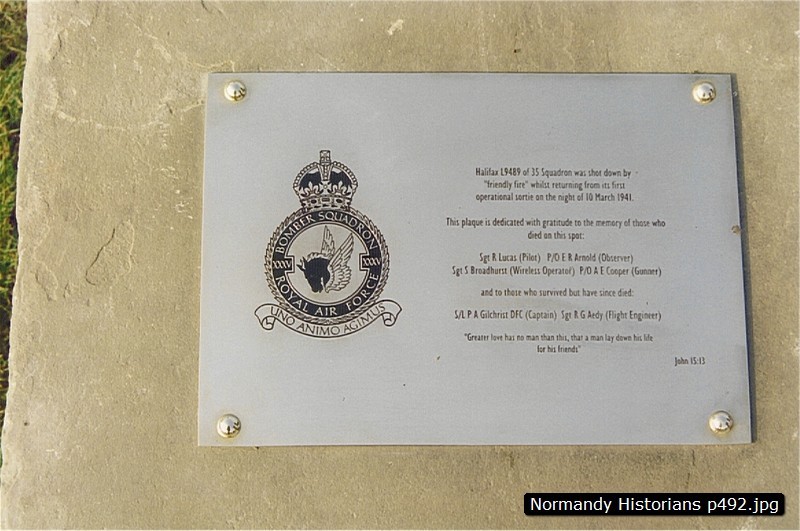 BOMBER SQUADRON
XXXV XXXV
ROYAL AIR FORCE
UNO ANIMO AGIMUS
Halifax L9489 of 35 Squadron was shot down by
"friendly fire" whilst returning from its first
operational sortie on the night of 10 March 1941.
This plaque is dedicated with gratitude to the memory of those who
died on this spot:
Sgt R Lucas (Pilot) P/O E R Arnold (Observer)
Sgt S Broadhurst (Wireless Operator) P/O A E Cooper (Gunner)
and to those who survived but have since died:
S/L P A Gilchrist DFC (Captain) Sgt R G Aedy (Flight Engineer)
"Greater love has no man than this, that a man lay down his life
for his friends"
John 15:13
Normandy Historians p492.jpg